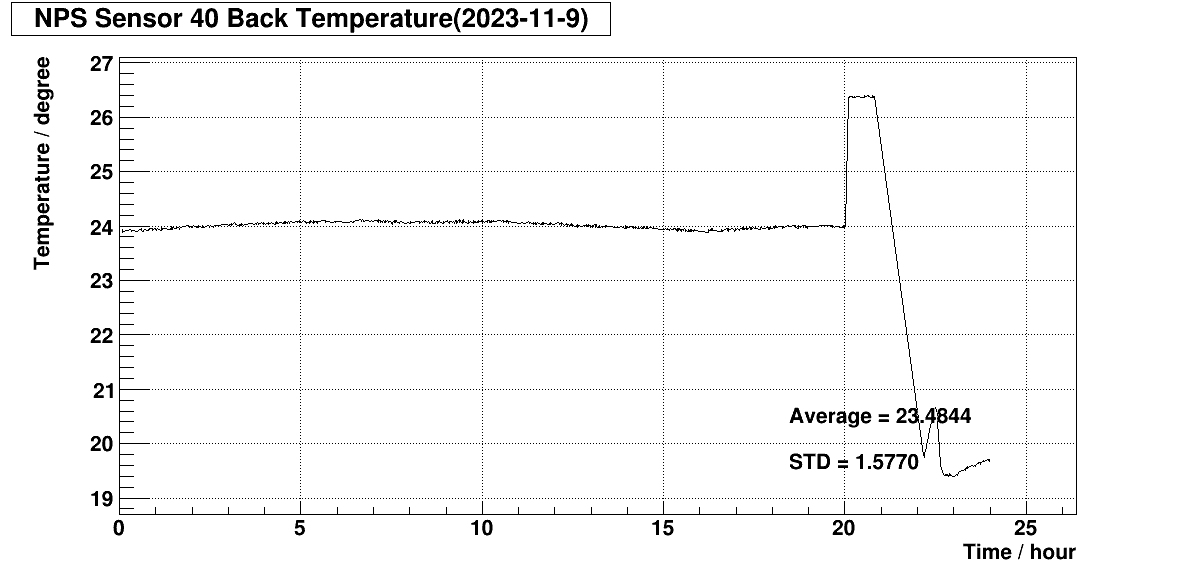 NPS Sensor 40 Back Temperature(2023-11-9)
Temperature / degree
27
26
25
24
23
22
21
20
19
Average = 23.4844
STD = 1.5770
0 5 10 15 20 25
Time / hour